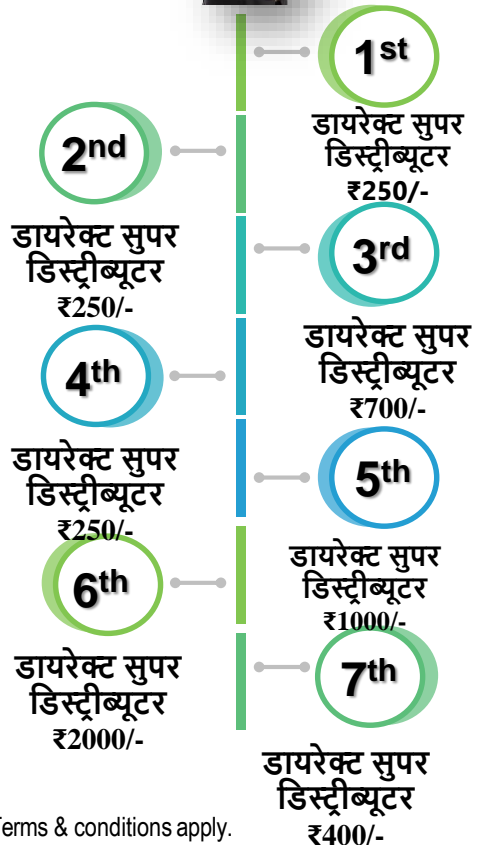 1st
डायरेक्ट सुपर
डिस्ट्रीब्यूटर
₹250/-
2nd
डायरेक्ट सुपर
डिस्ट्रीब्यूटर
₹250/-
3rd
डायरेक्ट सुपर
डिस्ट्रीब्यूटर
₹700/-
4th
डायरेक्ट सुपर
डिस्ट्रीब्यूटर
₹250/-
5th
डायरेक्ट सुपर
डिस्ट्रीब्यूटर
₹1000/-
6th
डायरेक्ट सुपर
डिस्ट्रीब्यूटर
₹2000/-
7th
डायरेक्ट सुपर
डिस्ट्रीब्यूटर
₹400/-
Terms & conditions apply.